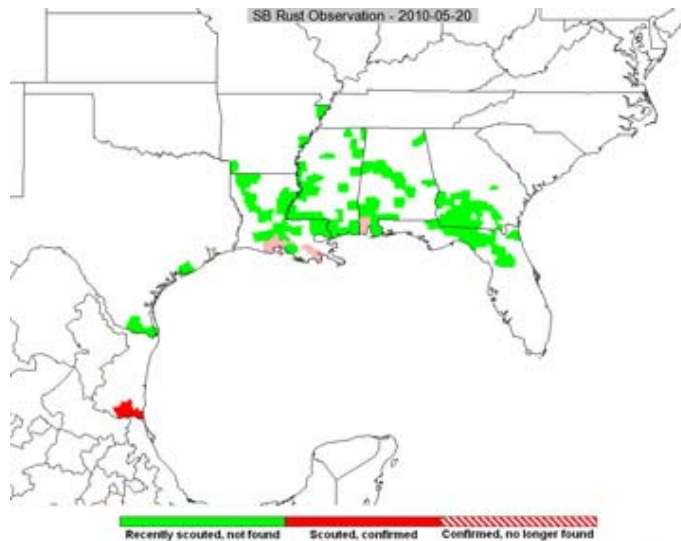 SB Rust Observation - 2010-05-20
Recently scouted, not found Scouted, confirmed Confirmed, no longer found